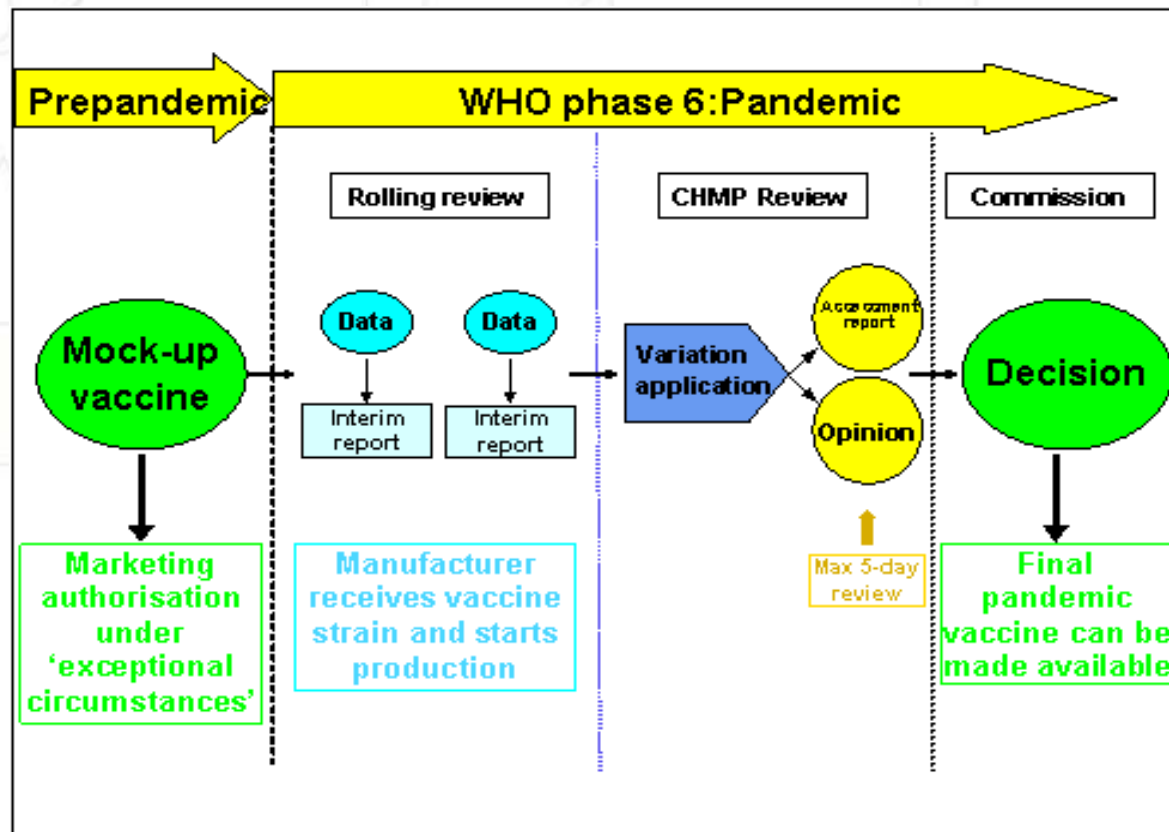 Prepandemic
WHO phase 6:Pandemic
Rolling review
CHMP Review
Commission
Mock-up
vaccine
Data
Data
Interim
report
Interim
report
Variation
application
Assessment
report
Opinion
Decision
Marketing
authorisation
under
‘exceptional
circumstances’
Manufacturer
receives vaccine
strain and starts
production
Max 5-day
review
Final
pandemic
vaccine can be
made available